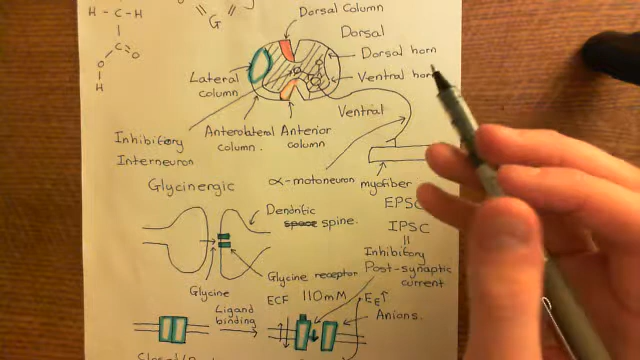 H - C - H
C
O
O
H
G
Dorsal Column
Dorsal
Dorsal horn
Ventral horn
Lateral
column
Ventral
Inhibitory
Interneuron
Anterolateral
column.
Anterior
column
α-motoneuron
myofiber
Glycinergic
Dendritic
space spine.
EPSC
IPSC
=
Inhibitory
Post-synaptic
current
Glycine receptor
Glycine
ECF 110mM
EE↑
Ligand
binding
Anions.